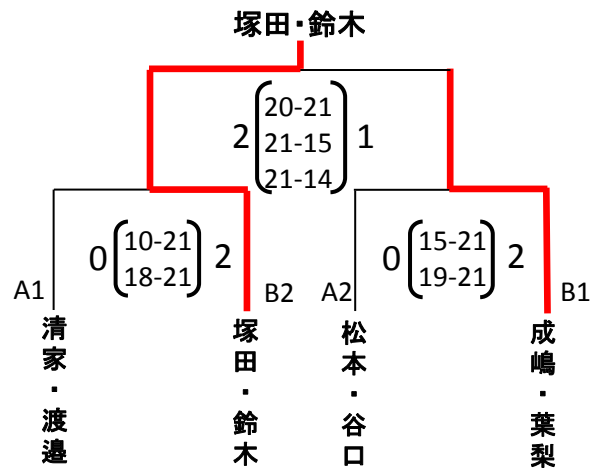 塚田・鈴木
2 20-21 1
21-15
21-14
0 10-21 2
18-21
0 15-21 2
19-21
A1
B2
A2
B1
清家・渡邉
塚田・鈴木
松本・谷口
成嶋・葉梨